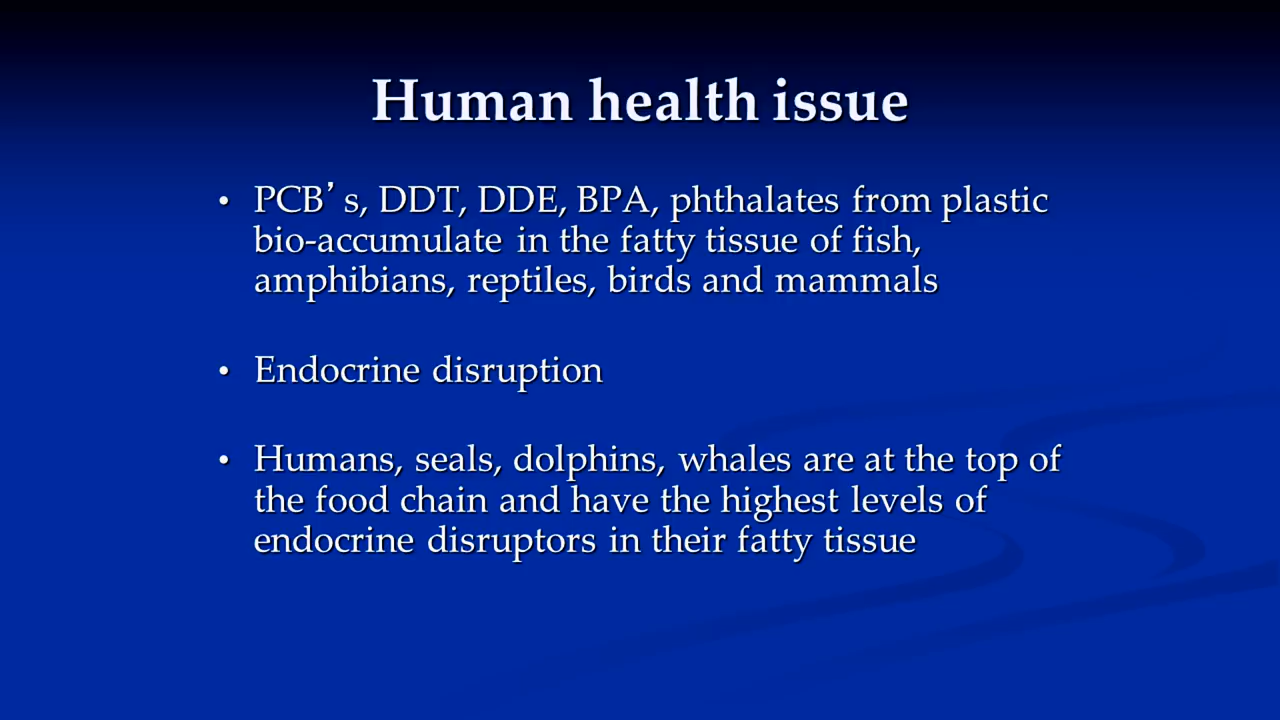 Human health issue
• PCB’s, DDT, DDE, BPA, phthalates from plastic
bio-accumulate in the fatty tissue of fish,
amphibians, reptiles, birds and mammals
• Endocrine disruption
• Humans, seals, dolphins, whales are at the top of
the food chain and have the highest levels of
endocrine disruptors in their fatty tissue